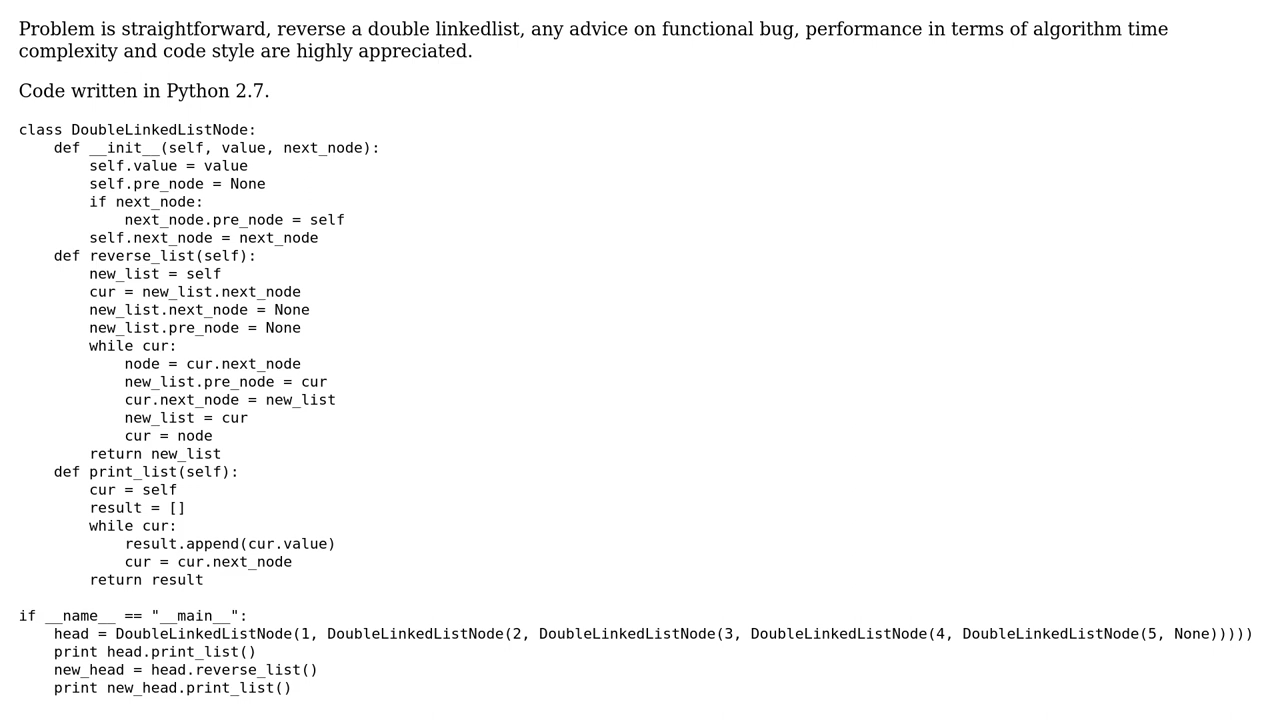 Problem is straightforward, reverse a double linkedlist, any advice on functional bug, performance in terms of algorithm time
complexity and code style are highly appreciated.
Code written in Python 2.7.
class DoubleLinkedListNode:
    def __init__(self, value, next_node):
        self.value = value
        self.pre_node = None
        if next_node:
            next_node.pre_node = self
        self.next_node = next_node
    def reverse_list(self):
        new_list = self
        cur = new_list.next_node
        new_list.next_node = None
        new_list.pre_node = None
        while cur:
            node = cur.next_node
            new_list.pre_node = cur
            cur.next_node = new_list
            new_list = cur
            cur = node
        return new_list
    def print_list(self):
        cur = self
        result = []
        while cur:
            result.append(cur.value)
            cur = cur.next_node
        return result
if __name__ == "__main__":
    head = DoubleLinkedListNode(1, DoubleLinkedListNode(2, DoubleLinkedListNode(3, DoubleLinkedListNode(4, DoubleLinkedListNode(5, None)))))
    print head.print_list()
    new_head = head.reverse_list()
    print new_head.print_list()